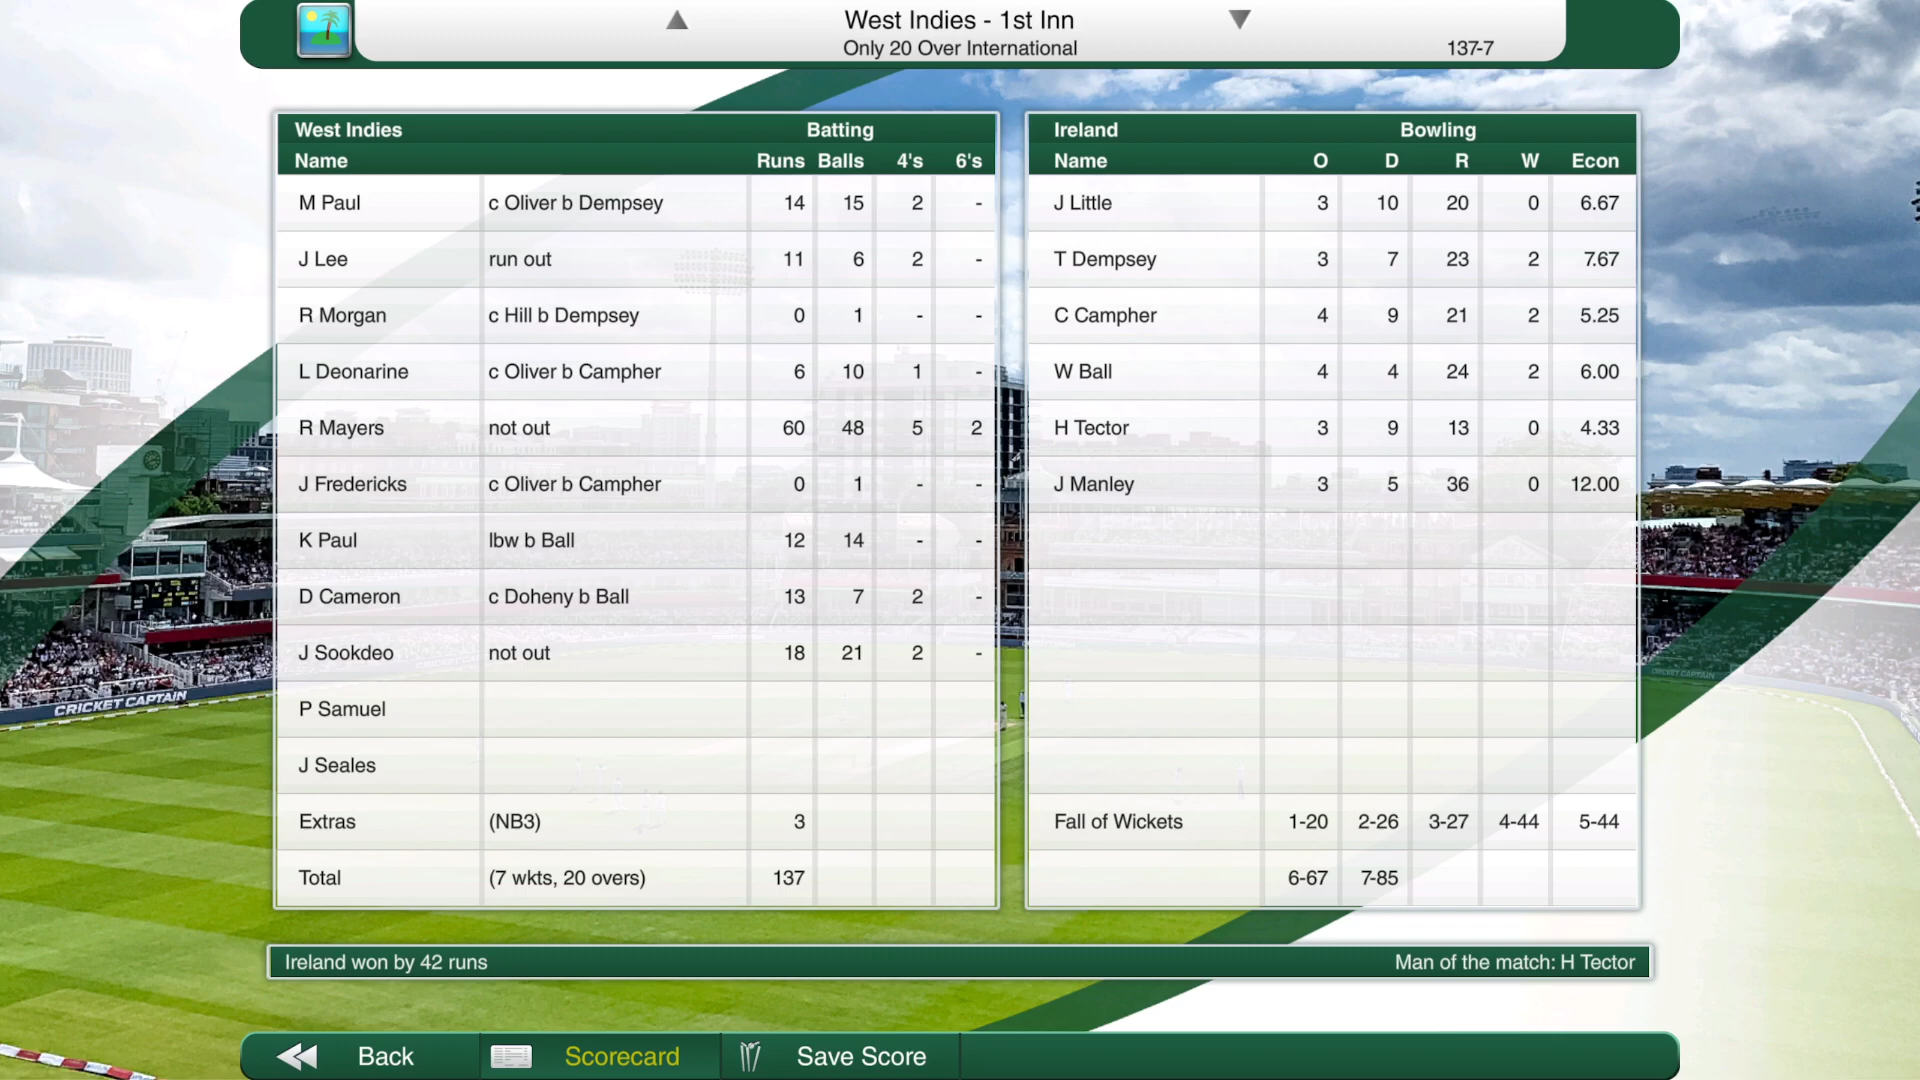 West Indies - 1st Inn
Only 20 Over International
137-7
West Indies Batting
Name Runs Balls 4's 6's
M Paul c Oliver b Dempsey 14 15 2 -
J Lee run out 11 6 2 -
R Morgan c Hill b Dempsey 0 1 - -
L Deonarine c Oliver b Campher 6 10 1 -
R Mayers not out 60 48 5 2
J Fredericks c Oliver b Campher 0 1 - -
K Paul lbw b Ball 12 14 - -
D Cameron c Doheny b Ball 13 7 2 -
J Sookdeo not out 18 21 2 -
P Samuel
J Seales
Extras (NB3) 3
Total (7 wkts, 20 overs) 137
Ireland Bowling
Name O D R W Econ
J Little 3 10 20 0 6.67
T Dempsey 3 7 23 2 7.67
C Campher 4 9 21 2 5.25
W Ball 4 4 24 2 6.00
H Tector 3 9 13 0 4.33
J Manley 3 5 36 0 12.00
Fall of Wickets 1-20 2-26 3-27 4-44 5-44
6-67 7-85
CRICKET CAPTAIN
Ireland won by 42 runs
Man of the match: H Tector
Back
Scorecard
Save Score